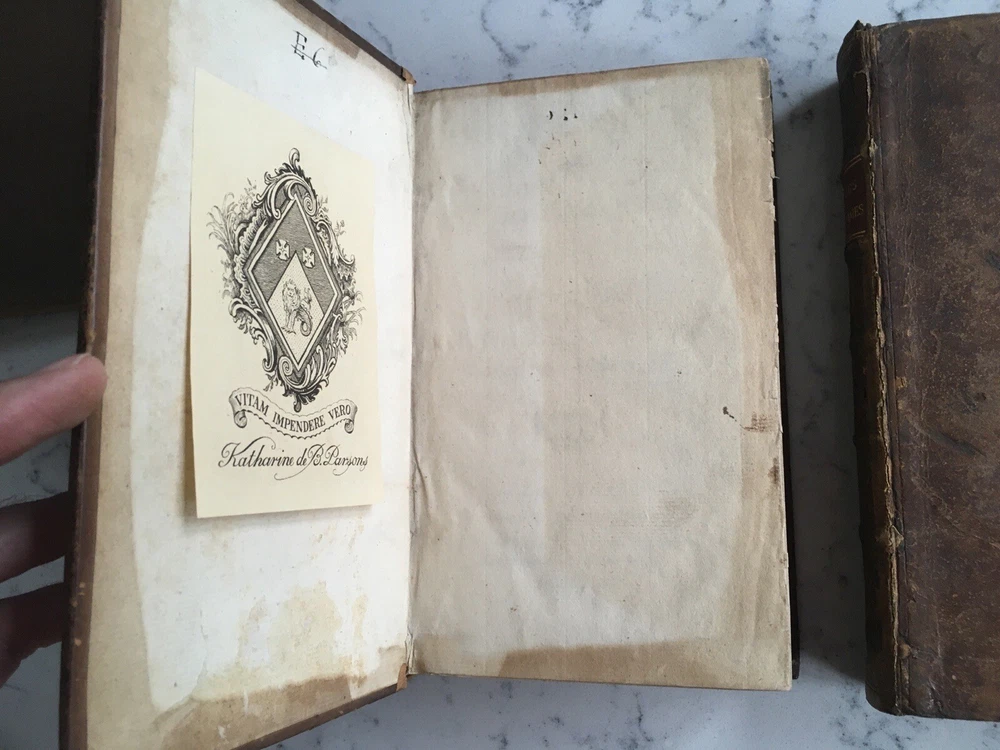 VITAM IMPENDERE VERO
Katharine de B. Parsons